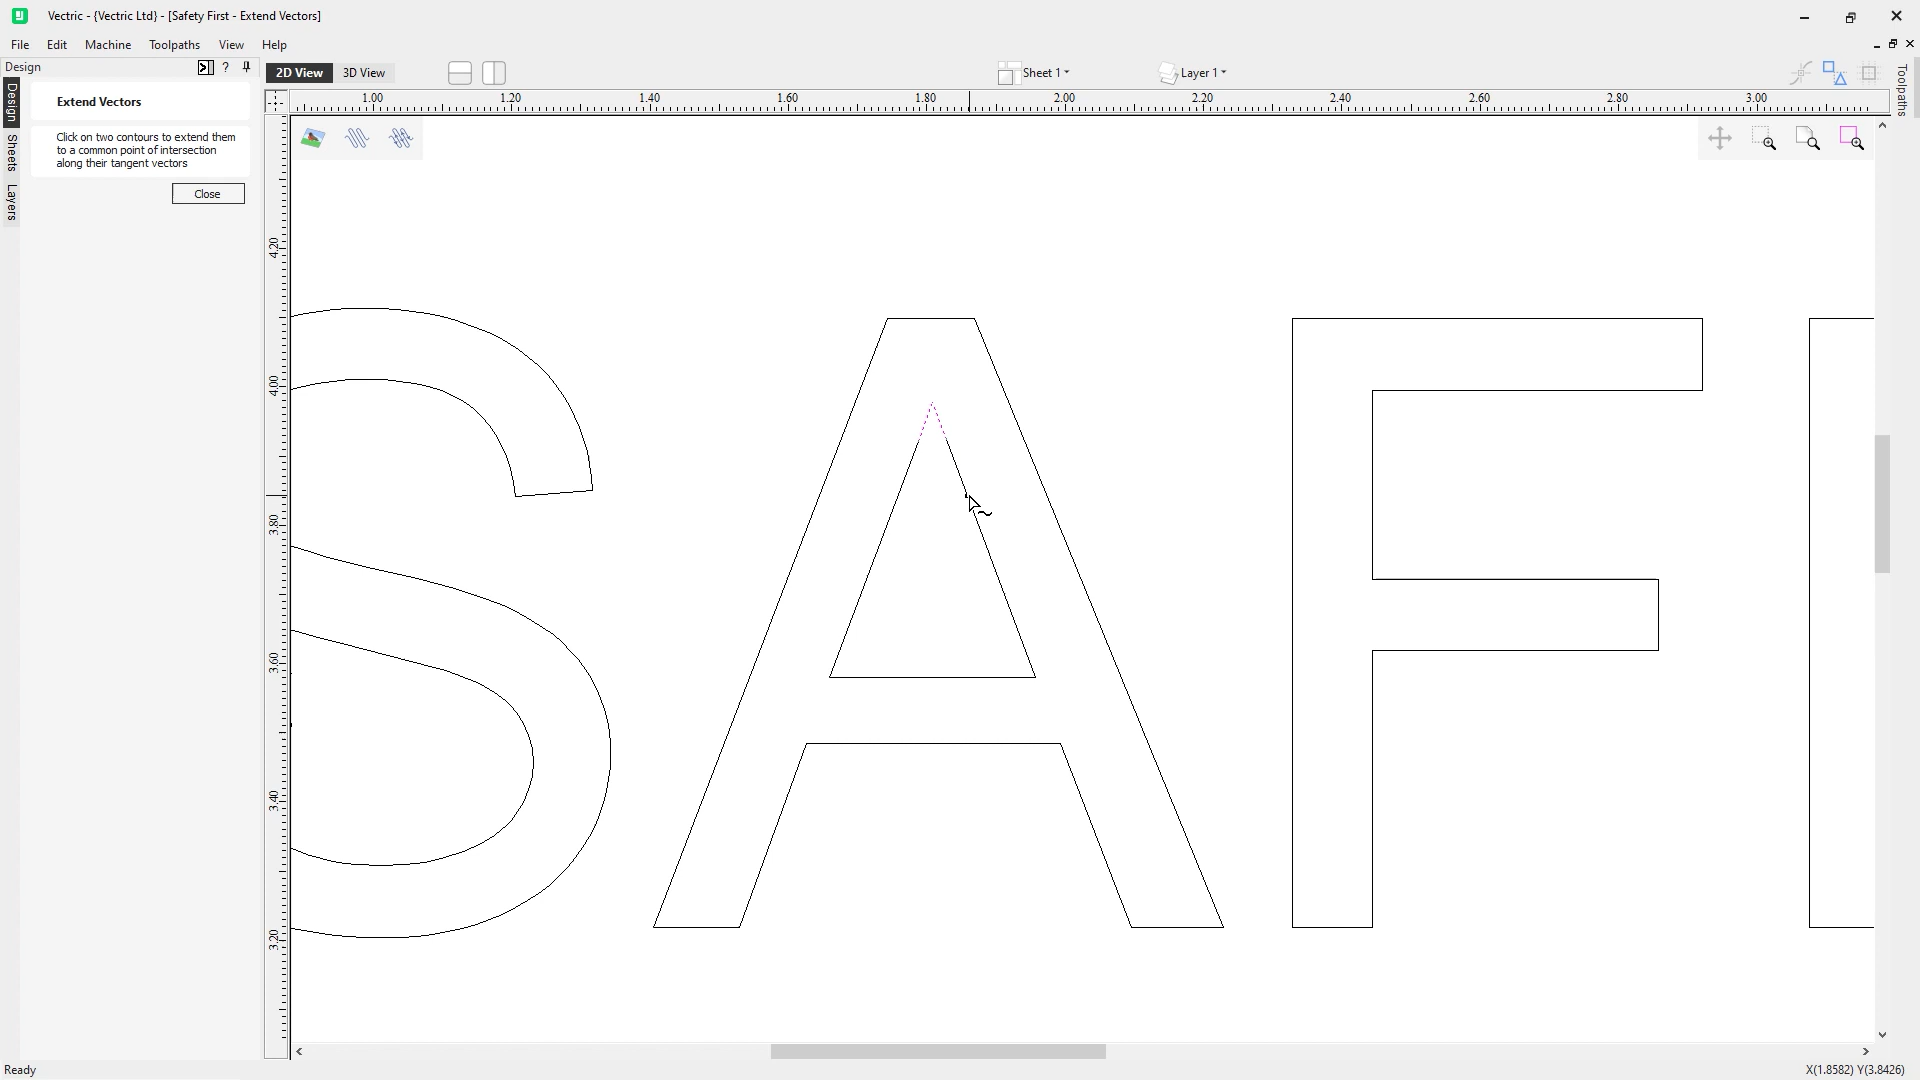 Vectric - {Vectric Ltd} - [Safety First - Extend Vectors]
File Edit Machine Toolpaths View Help
Design ?
2D View 3D View Sheet 1 Layer 1
Design
Sheets
Layers
Toolpaths
Extend Vectors
Click on two contours to extend them
to a common point of intersection
along their tangent vectors
Close
1.00 1.20 1.40 1.60 1.80 2.00 2.20 2.40 2.60 2.80 3.00
4.20
4.00
3.80
3.60
3.40
3.20
SAF
Ready X(1.8582) Y(3.8426)